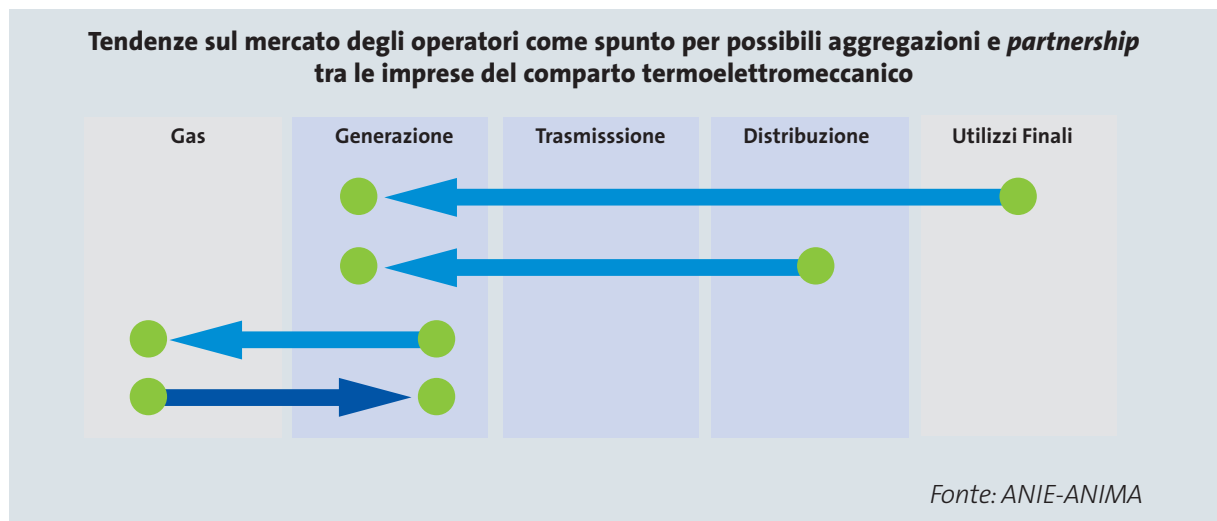 Tendenze sul mercato degli operatori come spunto per possibili aggregazioni e partnership
tra le imprese del comparto termoelettromeccanico
Gas Generazione Trasmisssione Distribuzione Utilizzi Finali
Fonte: ANIE-ANIMA